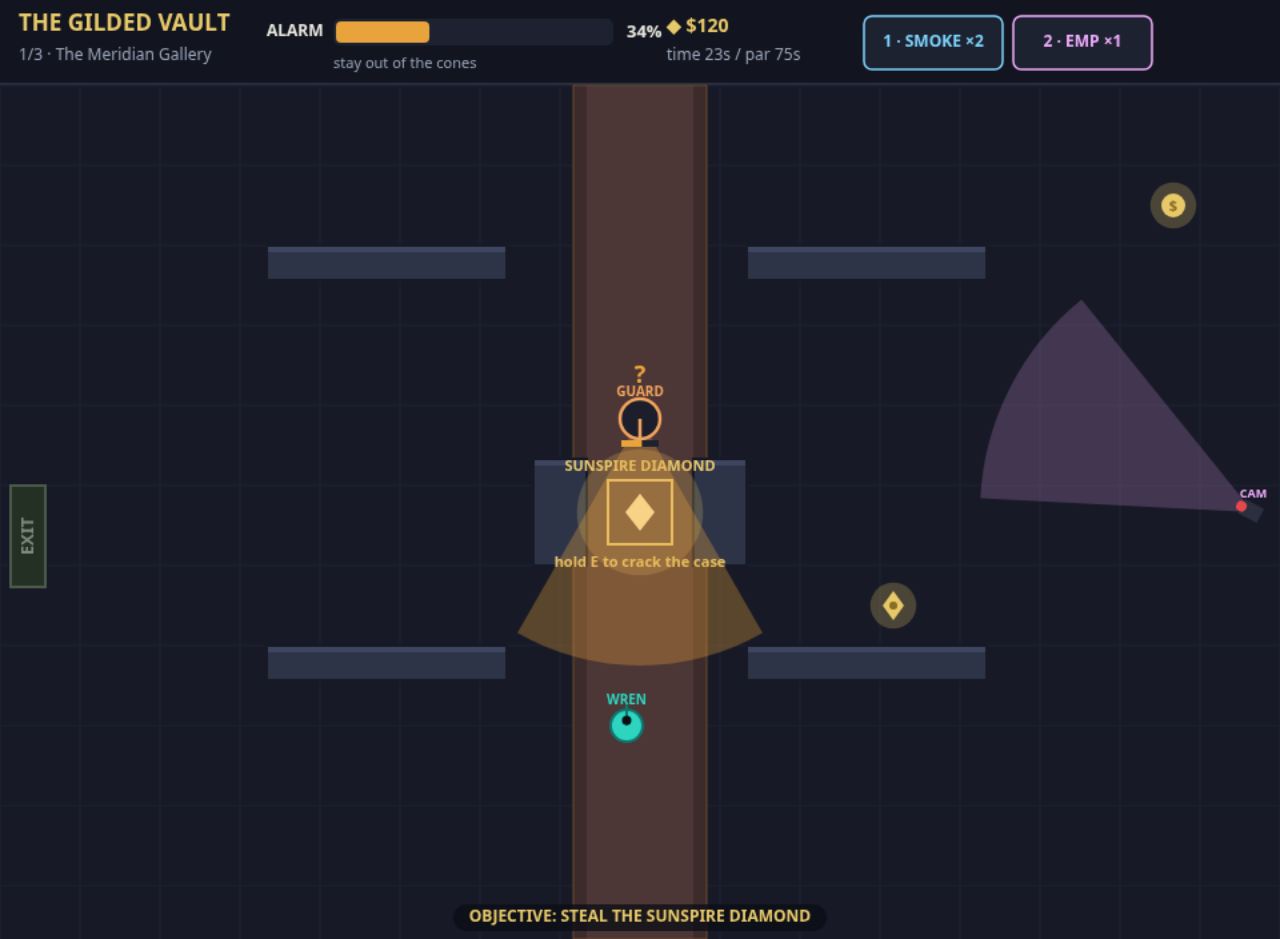 THE GILDED VAULT
1/3 · The Meridian Gallery
ALARM
34%
stay out of the cones
◆ $120
time 23s / par 75s
1 · SMOKE ×2
2 · EMP ×1
$
?
GUARD
SUNSPIRE DIAMOND
hold E to crack the case
CAM
EXIT
WREN
OBJECTIVE: STEAL THE SUNSPIRE DIAMOND